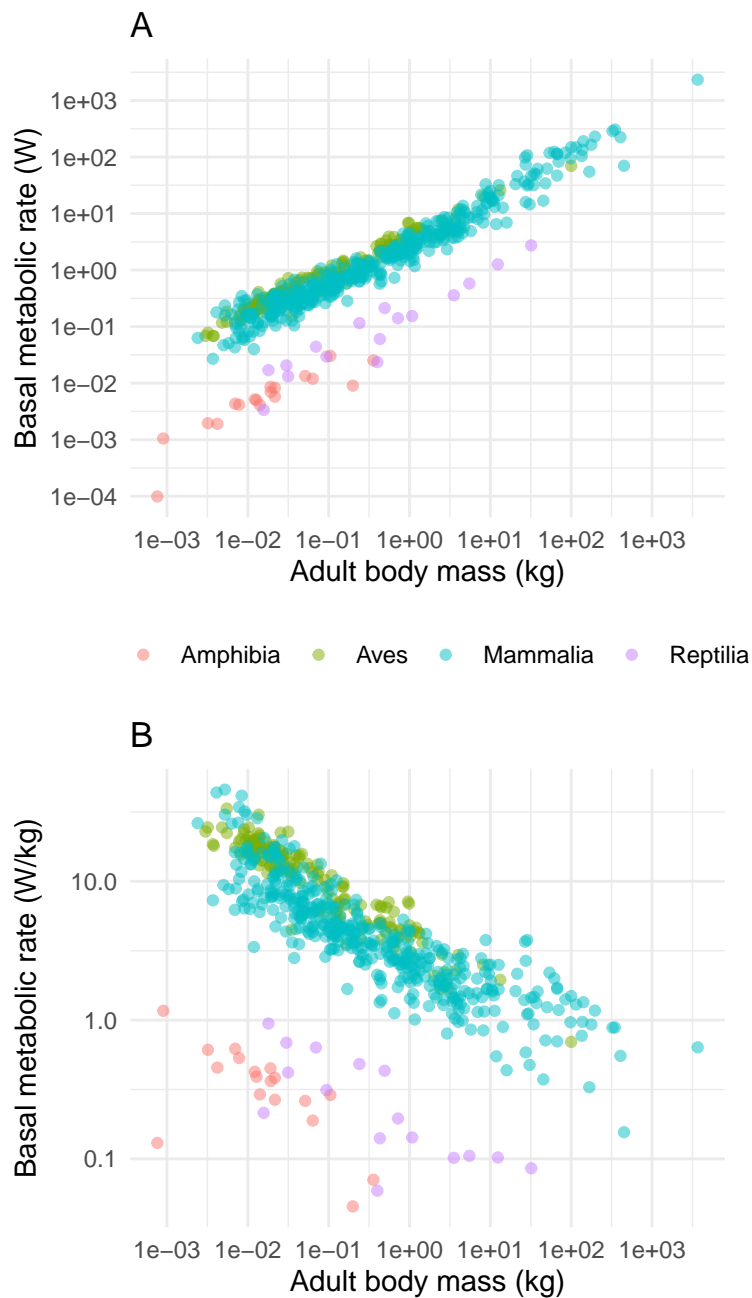 A
Basal metabolic rate (W)
1e+03
1e+02
1e+01
1e+00
1e−01
1e−02
1e−03
1e−04
1e−03 1e−02 1e−01 1e+00 1e+01 1e+02 1e+03
Adult body mass (kg)
Amphibia Aves Mammalia Reptilia
B
Basal metabolic rate (W/kg)
10.0
1.0
0.1
1e−03 1e−02 1e−01 1e+00 1e+01 1e+02 1e+03
Adult body mass (kg)